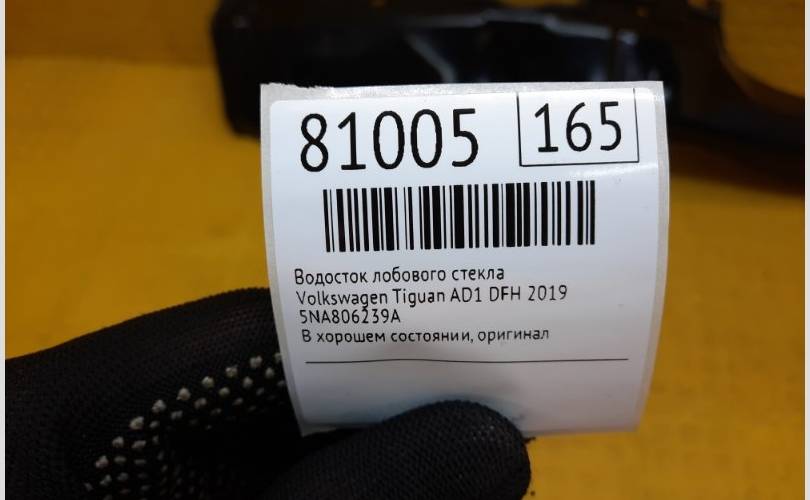 81005 165
Водосток лобового стекла
Volkswagen Tiguan AD1 DFH 2019
5NA806239A
В хорошем состоянии, оригинал